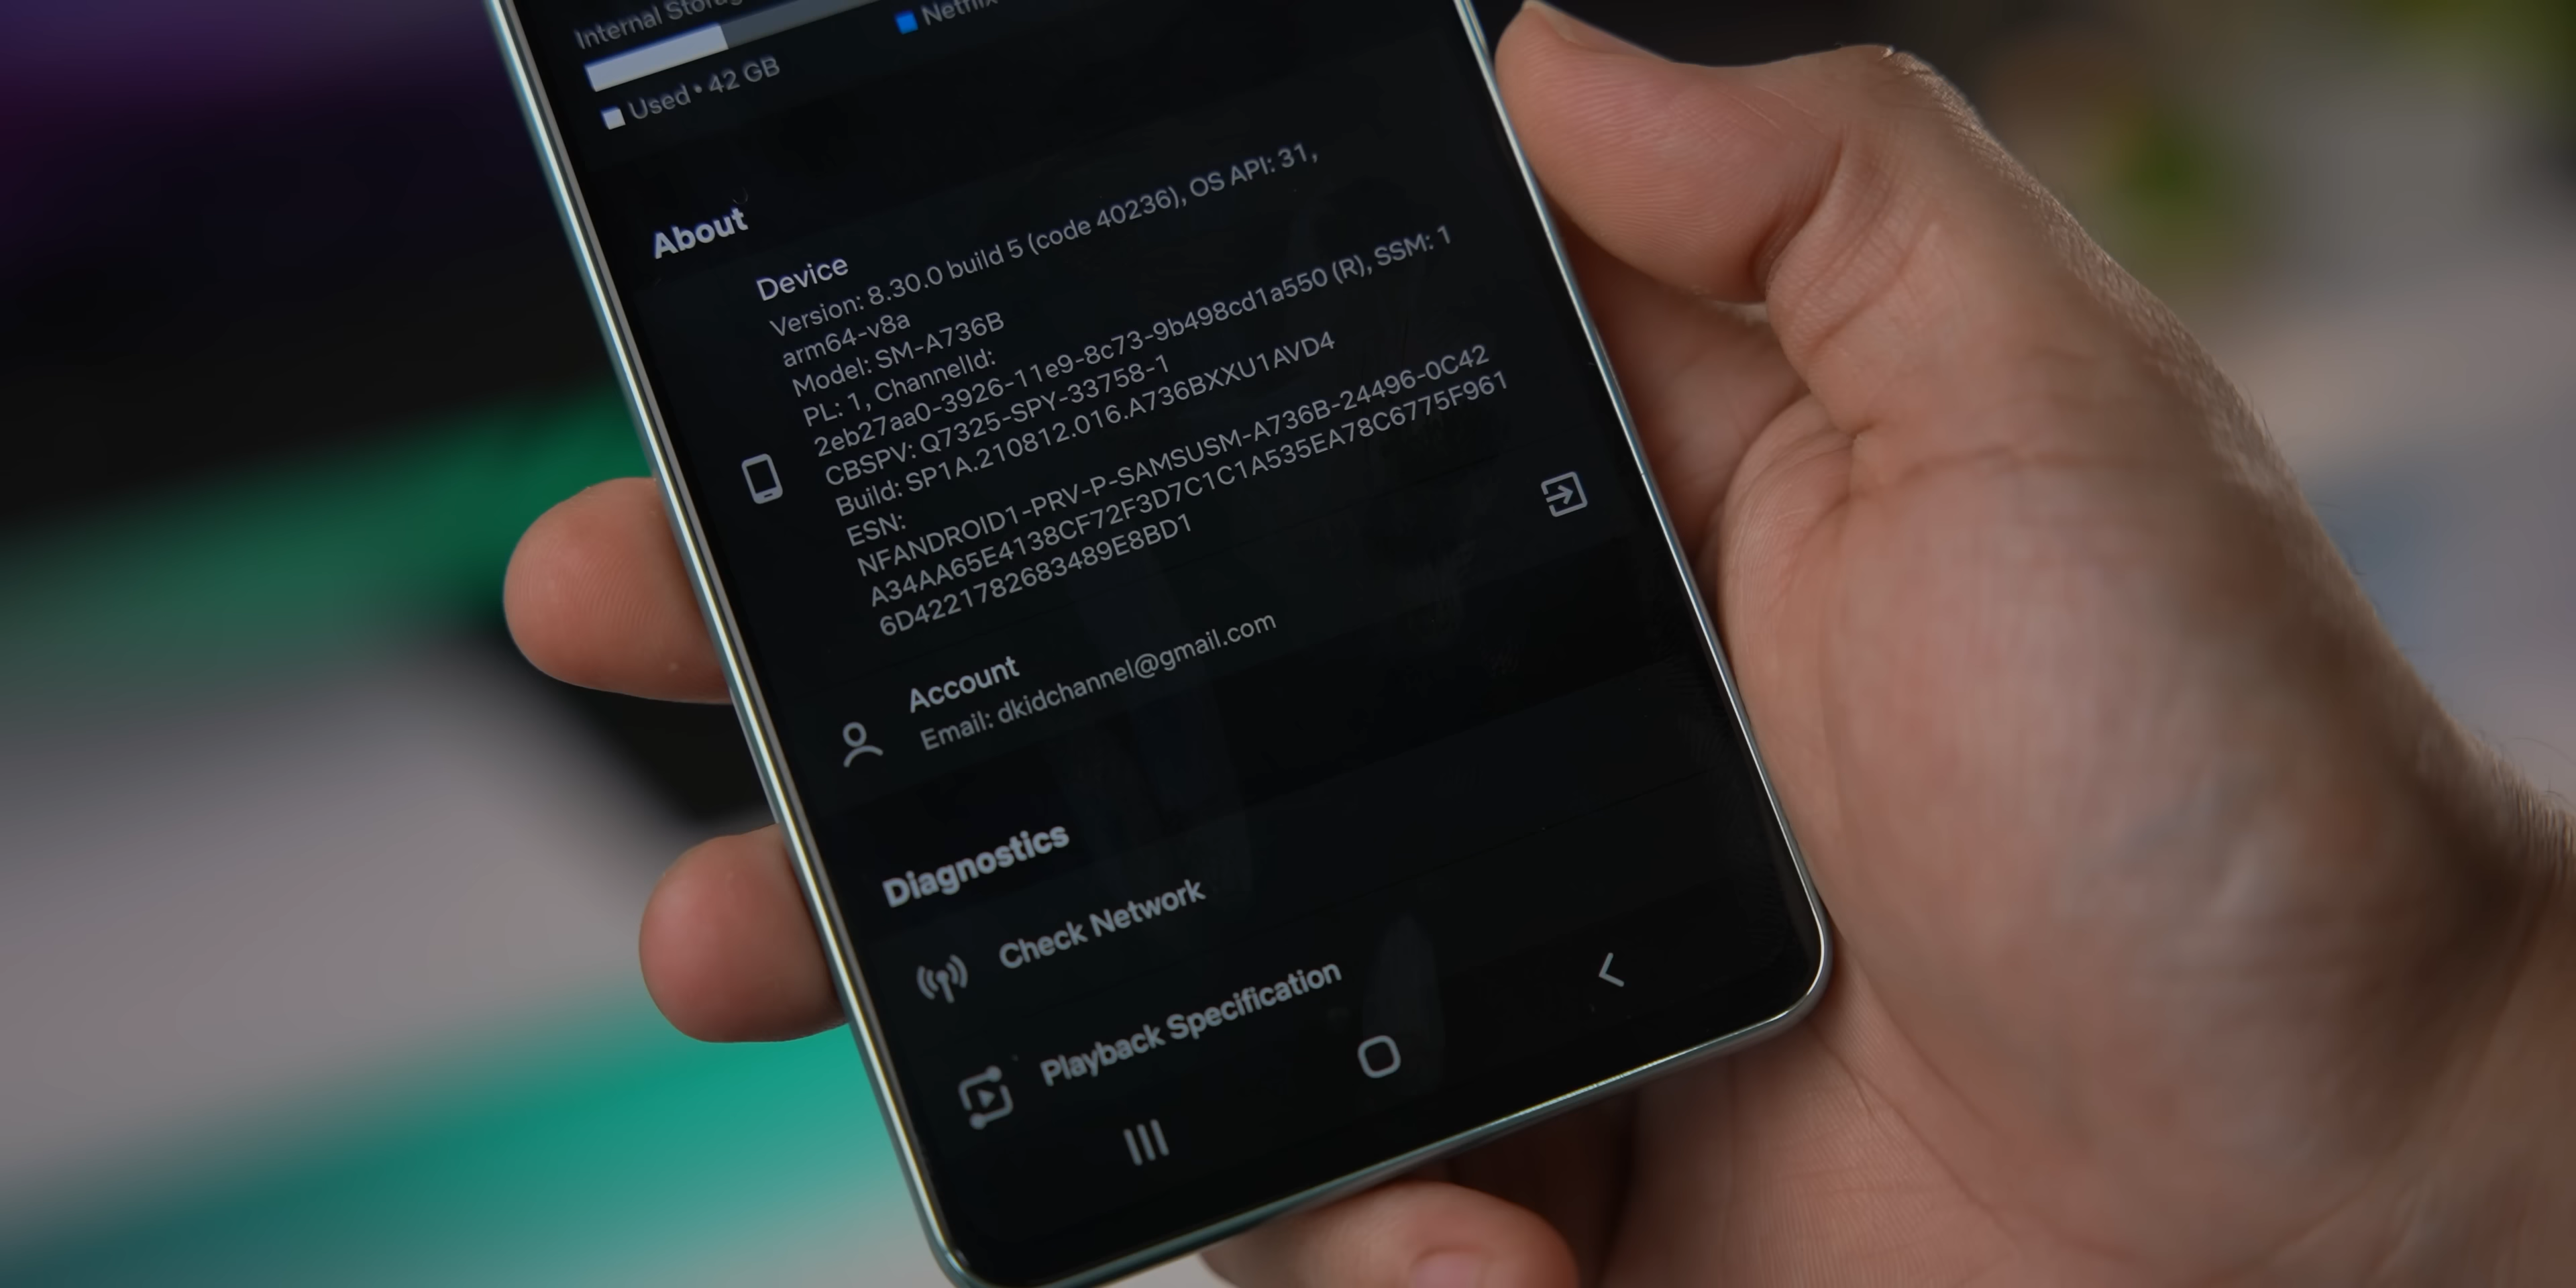 Internal Storage
Netflix
Used • 42 GB
About
Device
Version: 8.30.0 build 5 (code 40236), OS API: 31,
arm64-v8a
Model: SM-A736B
PL: 1, ChannelId:
2eb27aa0-3926-11e9-8c73-9b498cd1a550 (R), SSM: 1
CBSPV: Q7325-SPY-33758-1
Build: SP1A.210812.016.A736BXXU1AVD4
ESN:
NFANDROID1-PRV-P-SAMSUSM-A736B-24496-0C42
A34AA65E4138CF72F3D7C1C1A535EA78C6775F961
6D4221782683489E8BD1
Account
Email: dkidchannel@gmail.com
Diagnostics
Check Network
Playback Specification